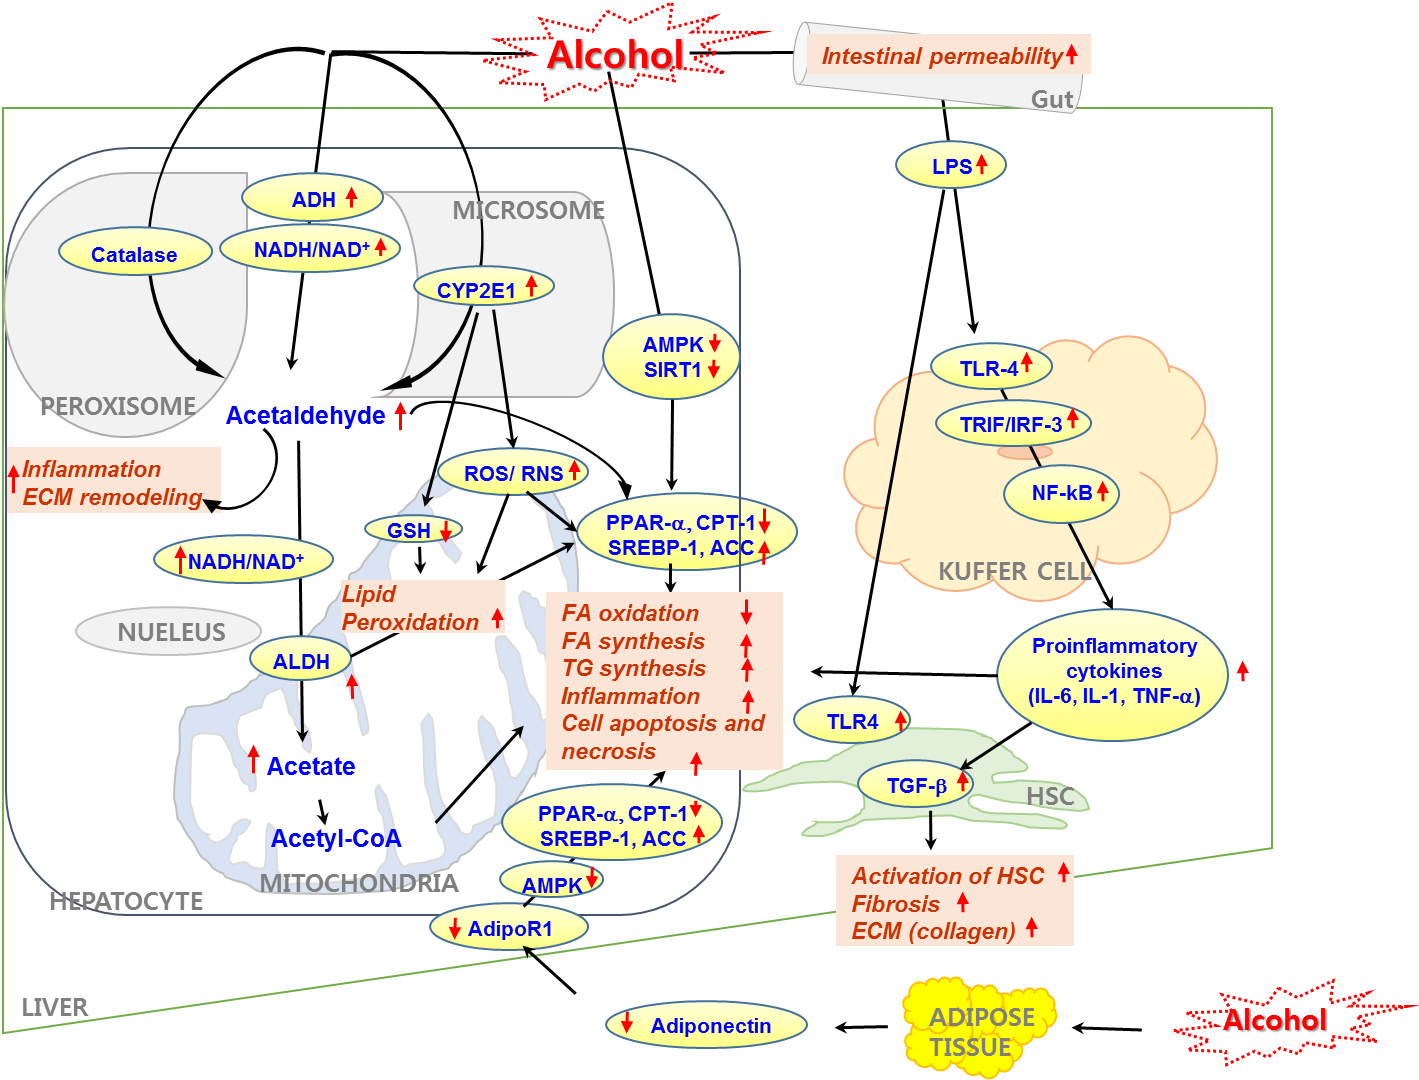 Alcohol
Intestinal permeability
Gut
LPS
ADH
NADH/NAD+
MICROSOME
Catalase
CYP2E1
AMPK
SIRT1
TLR-4
TRIF/IRF-3
NF-kB
KUFFER CELL
PEROXISOME
Acetaldehyde
Inflammation
ECM remodeling
ROS/ RNS
GSH
PPAR-α, CPT-1
SREBP-1, ACC
NADH/NAD+
Lipid
Peroxidation
NUELEUS
ALDH
FA oxidation
FA synthesis
TG synthesis
Inflammation
Cell apoptosis and
necrosis
Proinflammatory
cytokines
(IL-6, IL-1, TNF-α)
TLR4
TGF-β
HSC
Acetate
Acetyl-CoA
MITOCHONDRIA
PPAR-α, CPT-1
SREBP-1, ACC
AMPK
HEPATOCYTE
AdipoR1
Activation of HSC
Fibrosis
ECM (collagen)
LIVER
Adiponectin
ADIPOSE
TISSUE
Alcohol